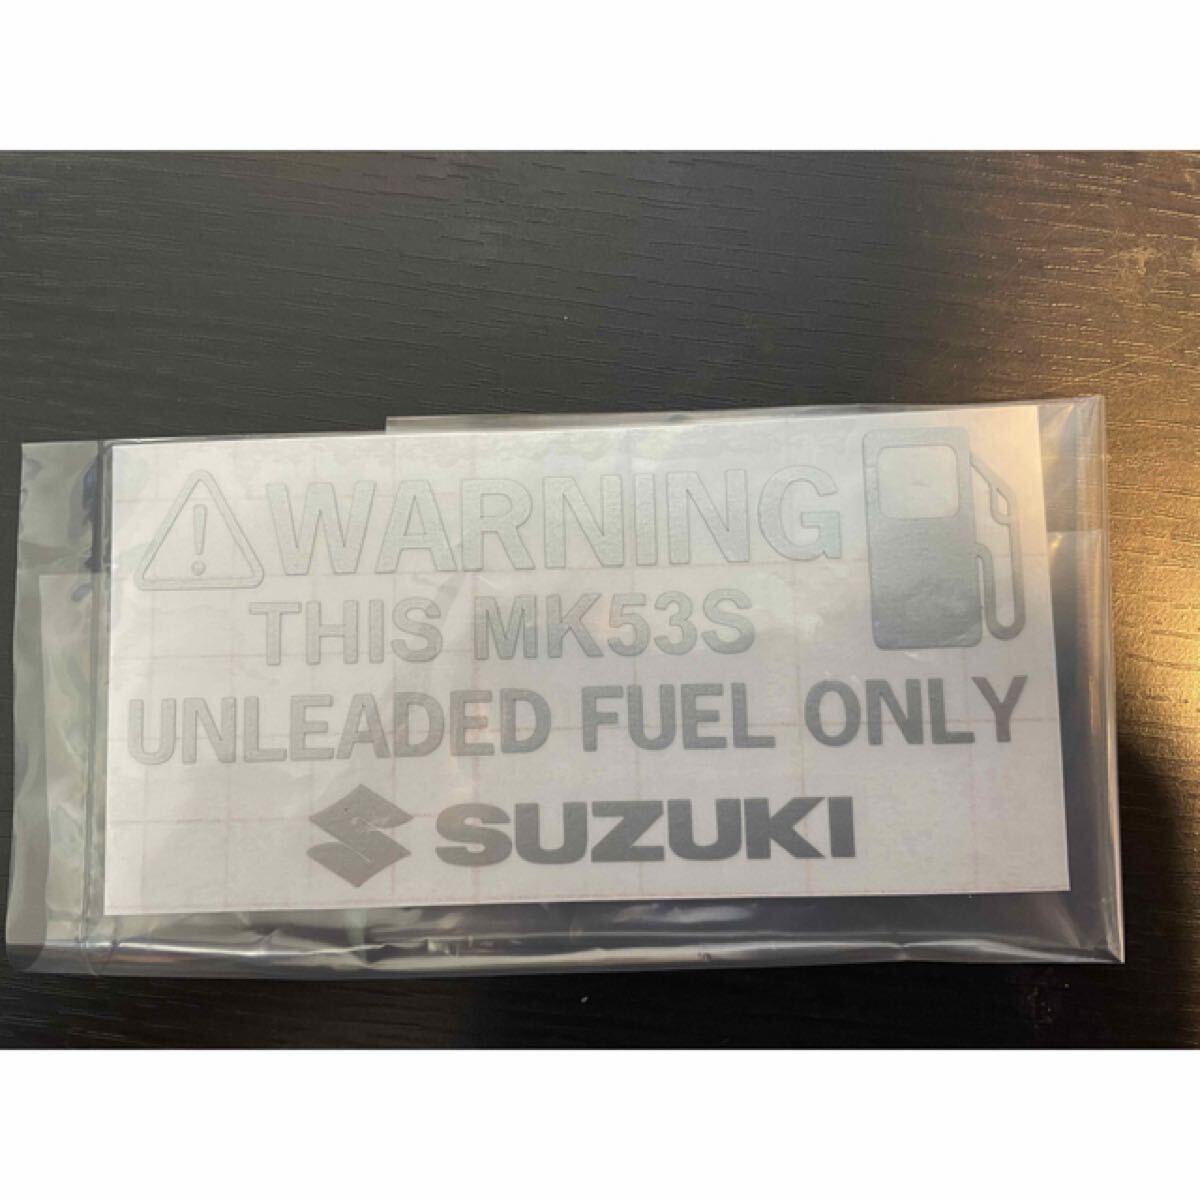 WARNING
THIS MK53S
UNLEADED FUEL ONLY
SUZUKI